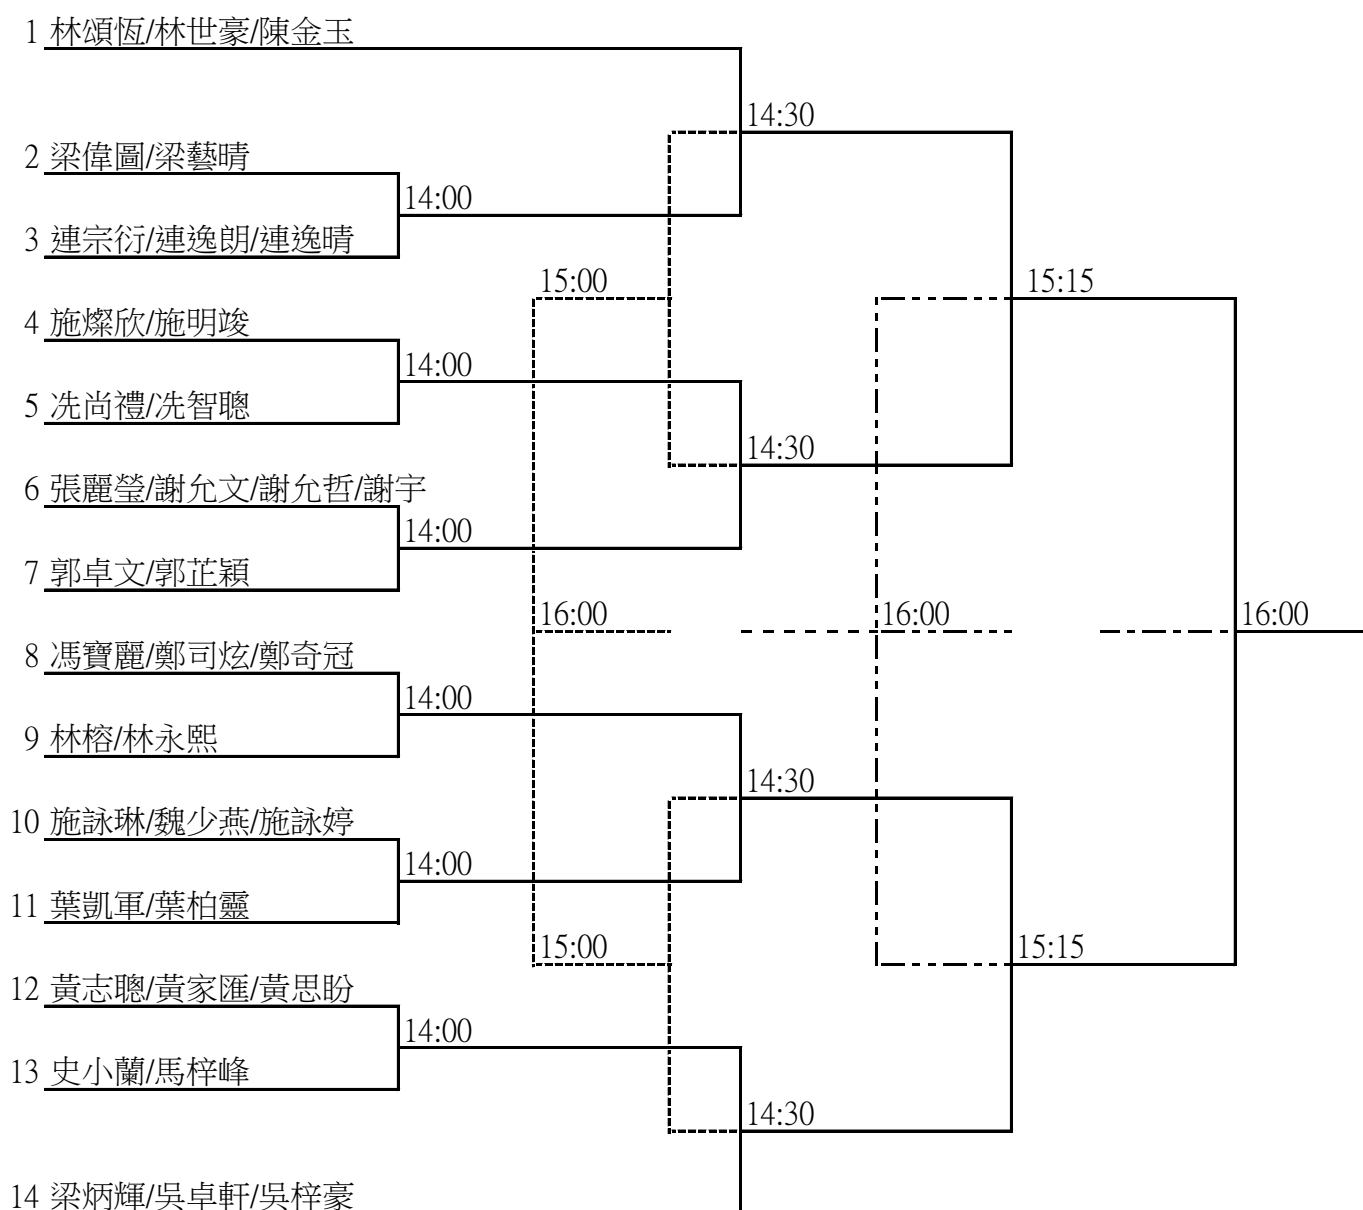 1 林頌恆/林世豪/陳金玉
14:30
2 梁偉圖/梁藝晴
14:00
3 連宗衍/連逸朗/連逸晴
15:00 15:15
4 施燦欣/施明竣
14:00
5 冼尚禮/冼智聰
14:30
6 張麗瑩/謝允文/謝允哲/謝宇
14:00
7 郭卓文/郭芷穎
16:00 16:00 16:00
8 馮寶麗/鄭司炫/鄭奇冠
14:00
9 林榕/林永熙
14:30
10 施詠琳/魏少燕/施詠婷
14:00
11 葉凱軍/葉柏靈
15:00 15:15
12 黃志聰/黃家匯/黃思盼
14:00
13 史小蘭/馬梓峰
14:30
14 梁炳輝/吳卓軒/吳梓豪